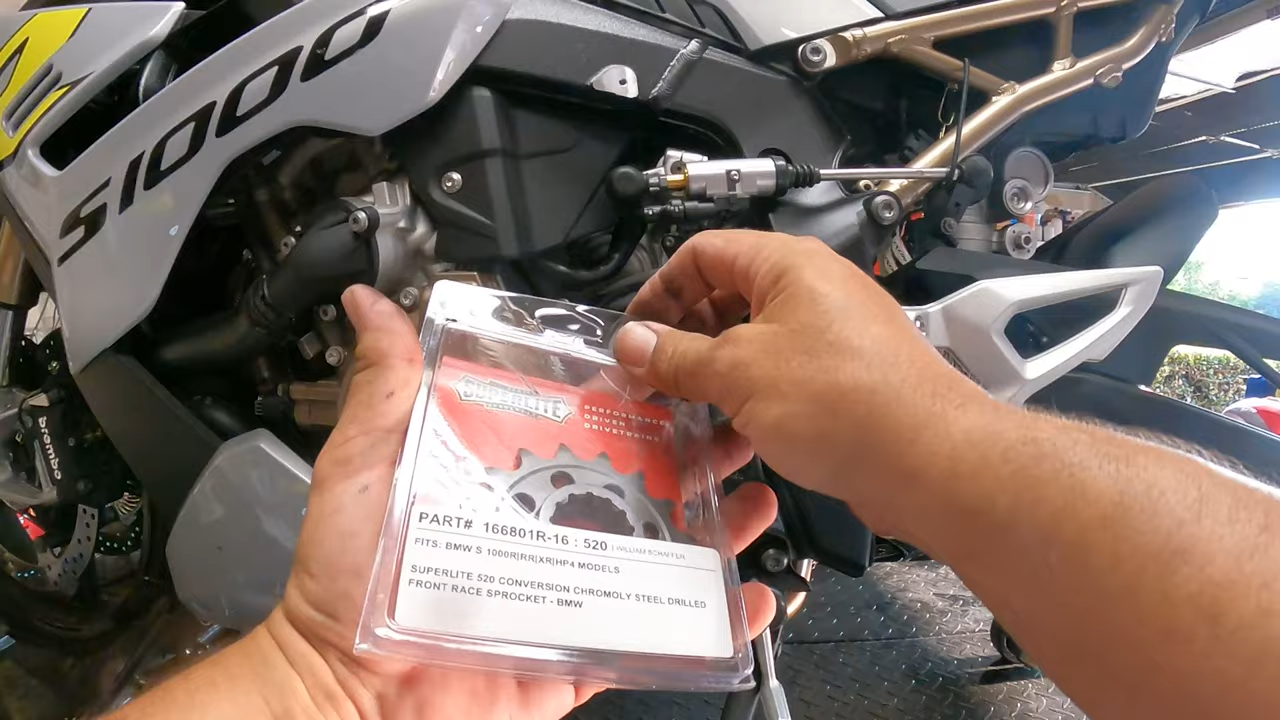 S1000
brembo
SUPERLITE
PERFORMANCE
DRIVEN
DRIVETRAINS
PART# 166801R-16 : 520 | WILLIAM SCHAFFER
FITS: BMW S 1000R|RR|XR|HP4 MODELS
SUPERLITE 520 CONVERSION CHROMOLY STEEL DRILLED
FRONT RACE SPROCKET - BMW